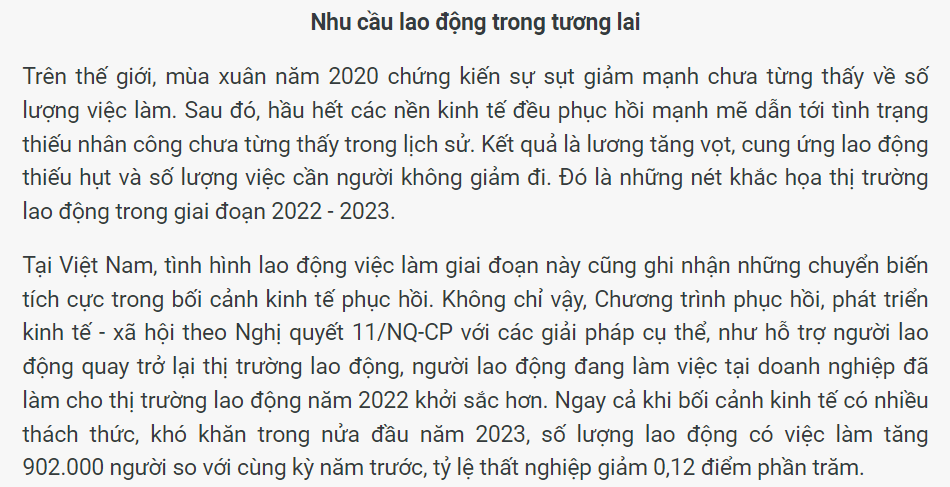 Nhu cầu lao động trong tương lai
Trên thế giới, mùa xuân năm 2020 chứng kiến sự sụt giảm mạnh chưa từng thấy về số
lượng việc làm. Sau đó, hầu hết các nền kinh tế đều phục hồi mạnh mẽ dẫn tới tình trạng
thiếu nhân công chưa từng thấy trong lịch sử. Kết quả là lương tăng vọt, cung ứng lao động
thiếu hụt và số lượng việc cần người không giảm đi. Đó là những nét khắc họa thị trường
lao động trong giai đoạn 2022 - 2023.
Tại Việt Nam, tình hình lao động việc làm giai đoạn này cũng ghi nhận những chuyển biến
tích cực trong bối cảnh kinh tế phục hồi. Không chỉ vậy, Chương trình phục hồi, phát triển
kinh tế - xã hội theo Nghị quyết 11/NQ-CP với các giải pháp cụ thể, như hỗ trợ người lao
động quay trở lại thị trường lao động, người lao động đang làm việc tại doanh nghiệp đã
làm cho thị trường lao động năm 2022 khởi sắc hơn. Ngay cả khi bối cảnh kinh tế có nhiều
thách thức, khó khăn trong nửa đầu năm 2023, số lượng lao động có việc làm tăng
902.000 người so với cùng kỳ năm trước, tỷ lệ thất nghiệp giảm 0,12 điểm phần trăm.